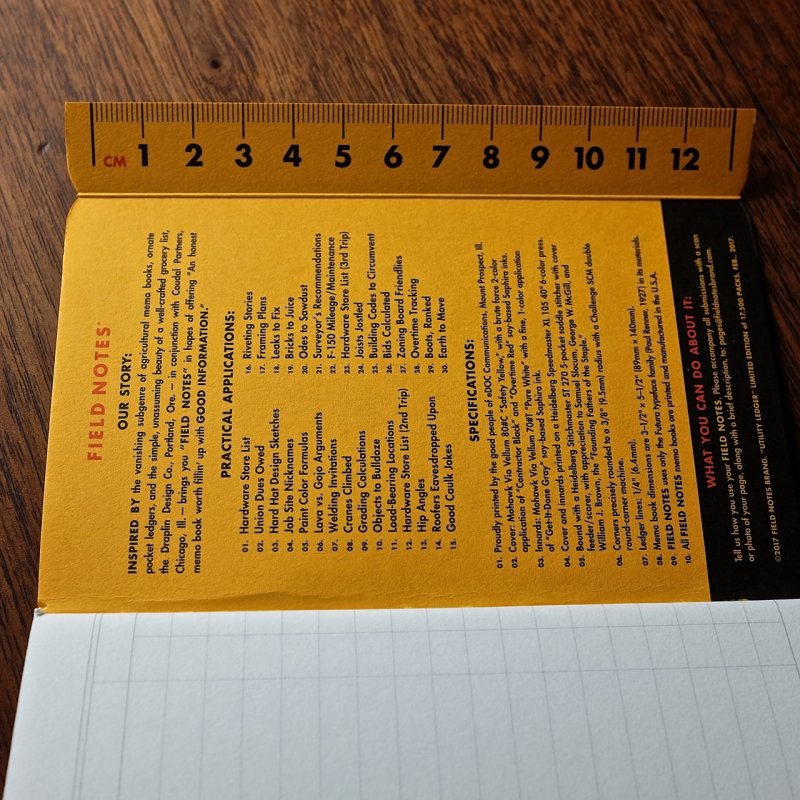 CM 1 2 3 4 5 6 7 8 9 10 11 12
FIELD NOTES
OUR STORY:
INSPIRED BY the vanishing subgenre of agricultural memo books, ornate
pocket ledgers, and the simple, unassuming beauty of a well-crafted grocery list,
the Draplin Design Co., Portland, Ore. — in conjunction with Coudal Partners,
Chicago, Ill. — brings you "FIELD NOTES" in hopes of offering "An honest
memo book worth fillin' up with GOOD INFORMATION."
PRACTICAL APPLICATIONS:
01. Hardware Store List
02. Union Dues Owed
03. Hard Hat Design Sketches
04. Job Site Nicknames
05. Paint Color Formulas
06. Lava vs. Gojo Arguments
07. Welding Invitations
08. Cranes Climbed
09. Grading Calculations
10. Objects to Bulldoze
11. Load-Bearing Locations
12. Hardware Store List (2nd Trip)
13. Hip Angles
14. Roofers Eavesdropped Upon
15. Good Caulk Jokes
16. Riveting Stories
17. Framing Plans
18. Leaks to Fix
19. Bricks to Juice
20. Odes to Sawdust
21. Surveyor's Recommendations
22. F-150 Mileage/Maintenance
23. Hardware Store List (3rd Trip)
24. Joists Jostled
25. Building Codes to Circumvent
26. Bids Calculated
27. Zoning Board Friendlies
28. Overtime Tracking
29. Boots, Ranked
30. Earth to Move
SPECIFICATIONS:
01. Proudly printed by the good people of eDOC Communications, Mount Prospect, Ill.
02. Cover: Mohawk Via Vellum 80#C "Safety Yellow," with a brute force 2-color
application of "Contractor Black" and "Overtime Red" soy-based Saphira inks.
03. Innards: Mohawk Via Vellum 70#T "Pure White" with a fine, 1-color application
of "Get-It-Done Gray" soy-based Saphira ink.
04. Cover and innards printed on a Heidelberg Speedmaster XL 105 40" 6-color press.
05. Bound with a Heidelberg Stitchmaster ST 270 5-pocket saddle stitcher with cover
feeder/scorer, with appreciation to Samuel Slocum, George W. McGill, and
William J. Brown, the "Founding Fathers of the Staple."
06. Corners precisely rounded to a 3/8" (9.5mm) radius with a Challenge SCM double
round-corner machine.
07. Ledger lines: 1/4" (6.4mm).
08. Memo book dimensions are 3-1/2" x 5-1/2" (89mm x 140mm).
09. FIELD NOTES uses only the Futura typeface family (Paul Renner, 1927) in its materials.
10. All FIELD NOTES memo books are printed and manufactured in the U.S.A.
WHAT YOU CAN DO ABOUT IT:
Tell us how you use your FIELD NOTES. Please accompany all submissions with a scan
or photo of your page, along with a brief description, to: pages@fieldnotesbrand.com.
©2017 FIELD NOTES BRAND. "UTILITY LEDGER" LIMITED EDITION of 17,500 PACKS. FEB., 2017.